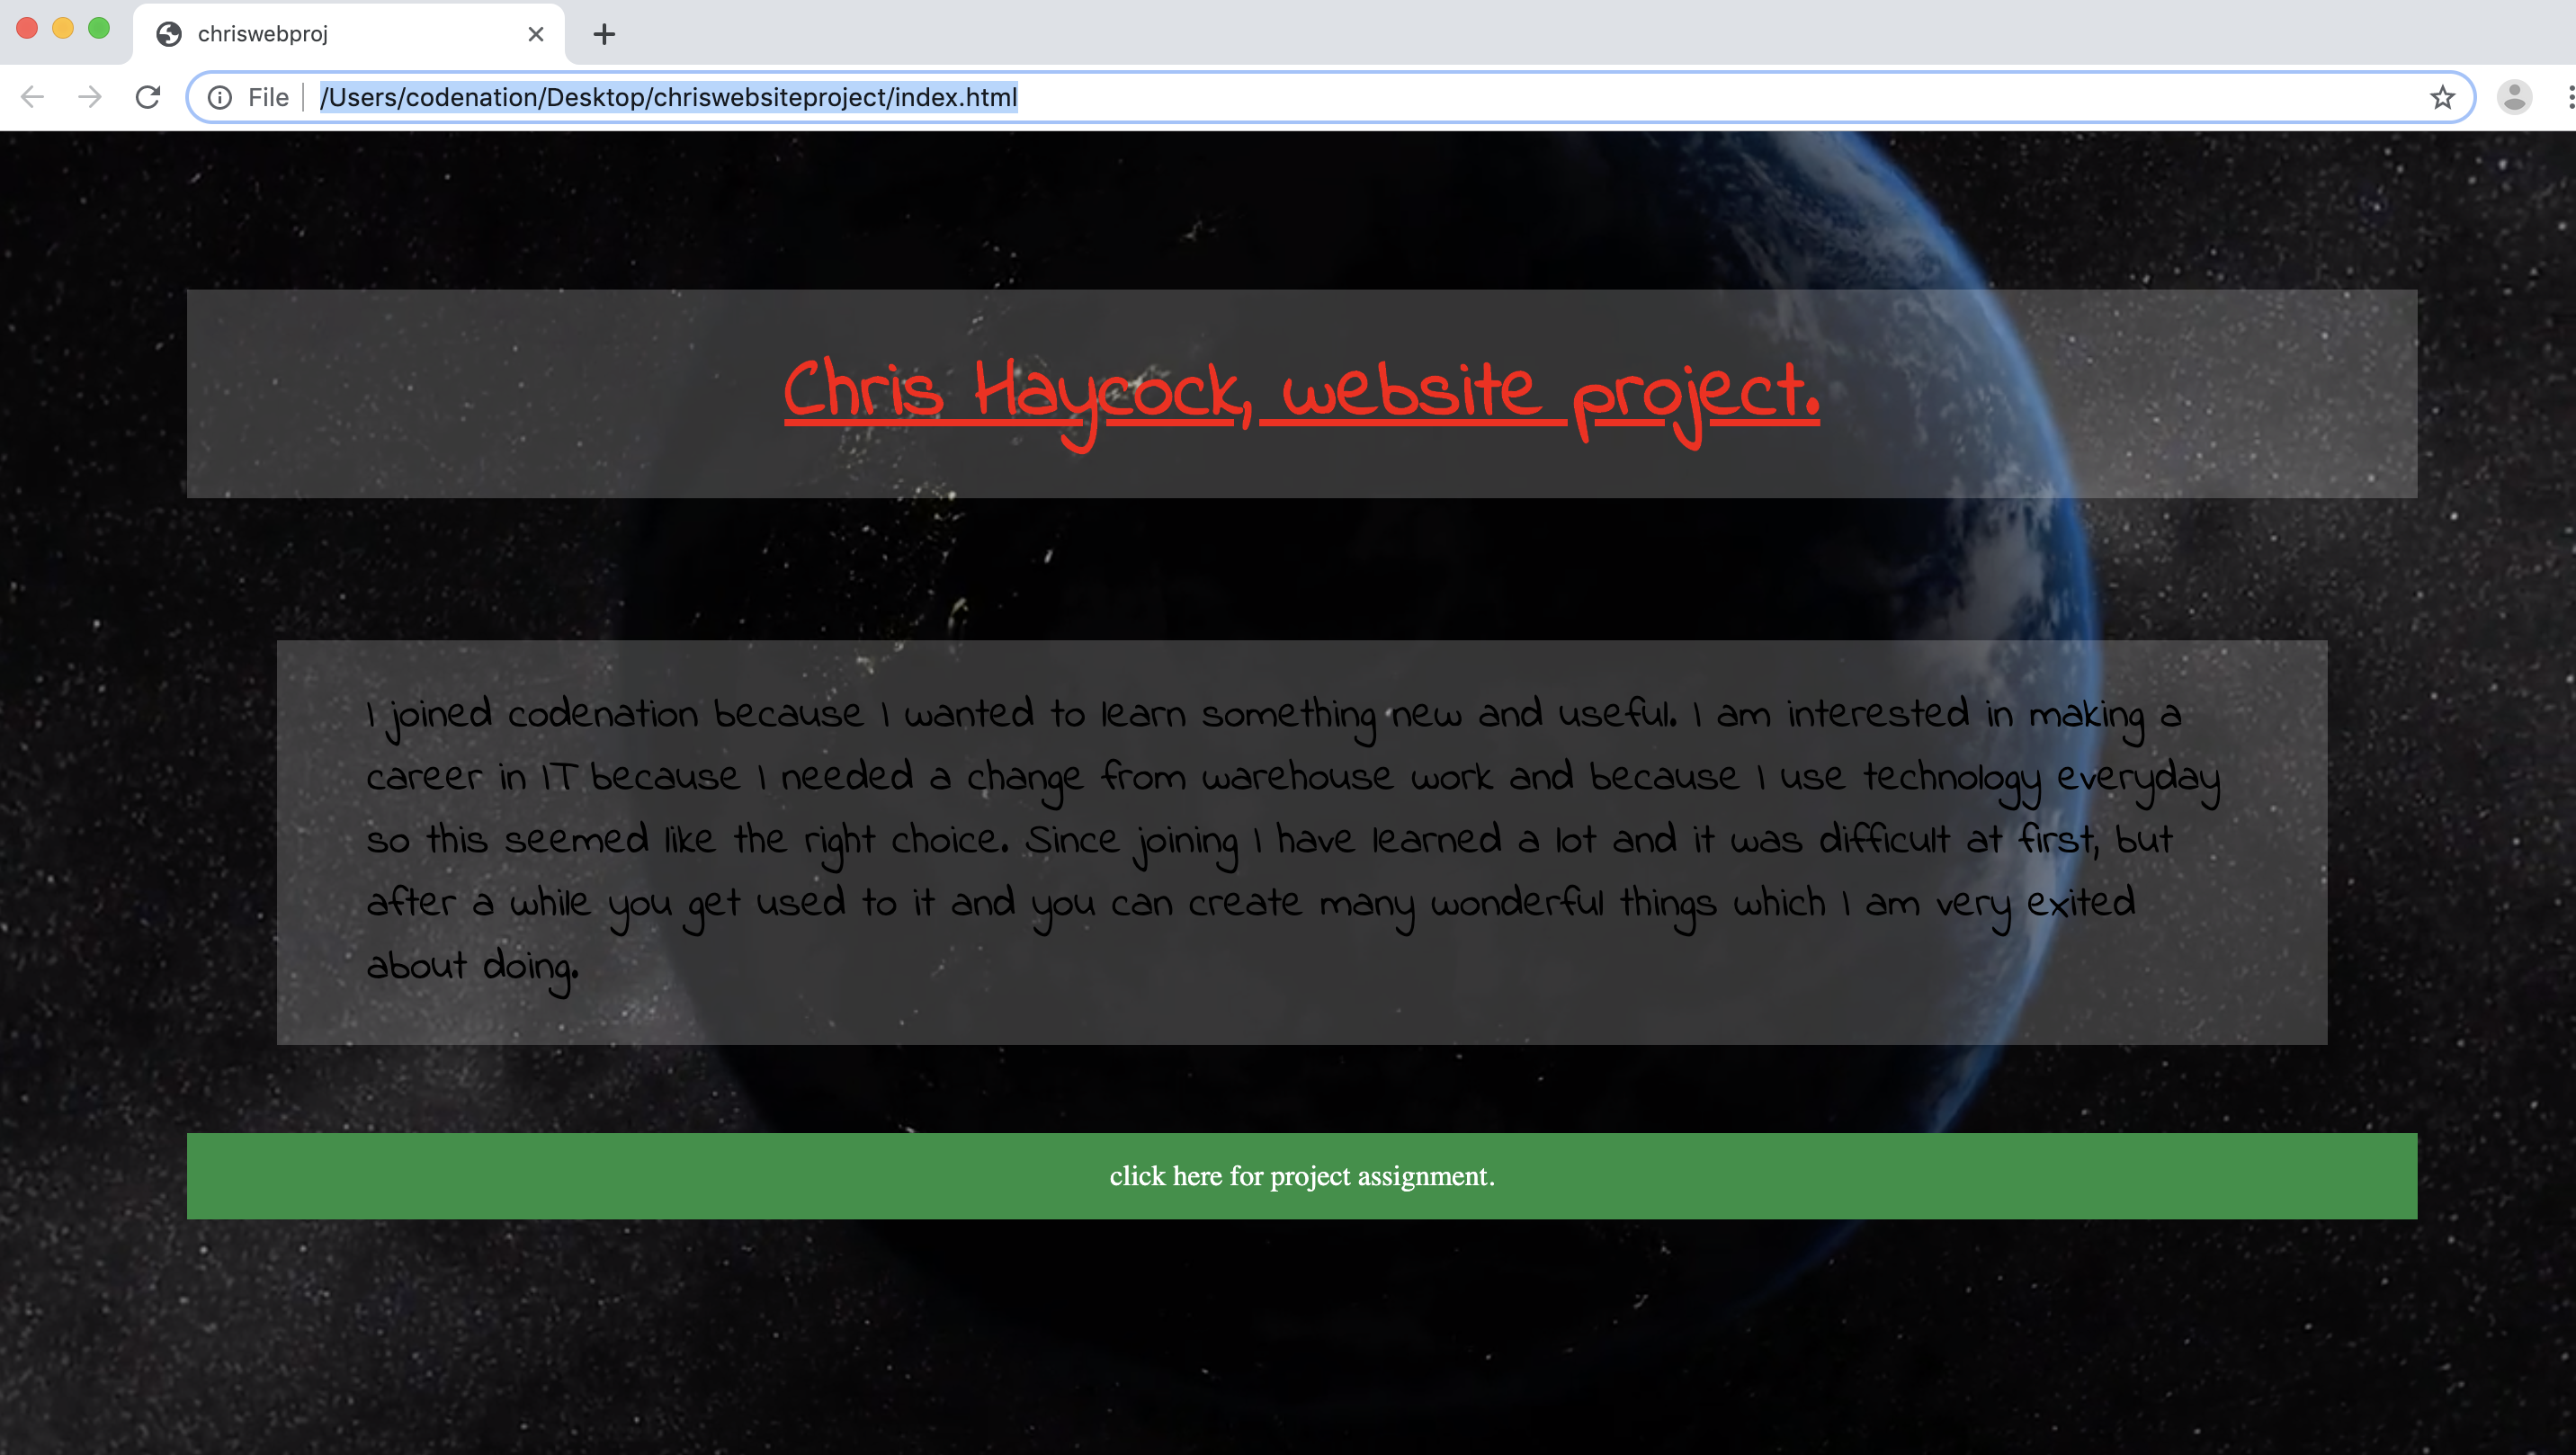 chriswebproj
File
/Users/codenation/Desktop/chriswebsiteproject/index.html
Chris Haycock, website project.
I joined codenation because I wanted to learn something new and useful. I am interested in making a
career in IT because I needed a change from warehouse work and because I use technology everyday
so this seemed like the right choice. Since joining I have learned a lot and it was difficult at first, but
after a while you get used to it and you can create many wonderful things which I am very exited
about doing.
click here for project assignment.